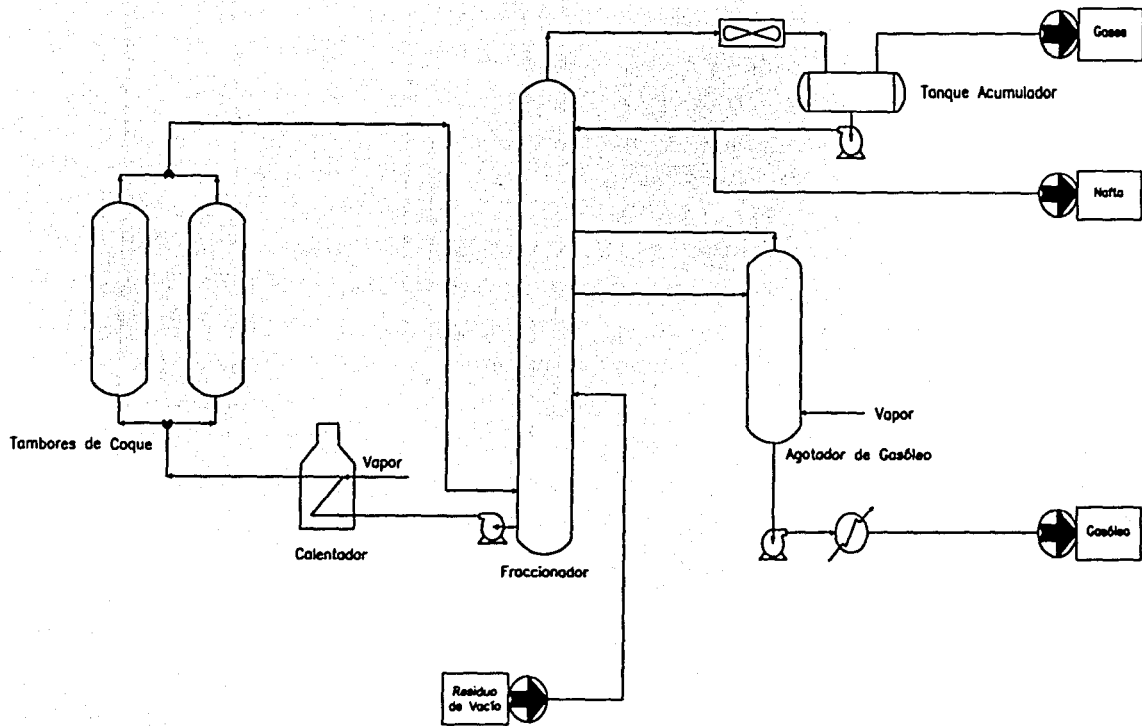 Gases
Tanque Acumulador
Nafta
Vapor
Agotador de Gasóleo
Tambores de Coque
Vapor
Calentador
Fraccionador
Gasóleo
Residuo
de Vacío